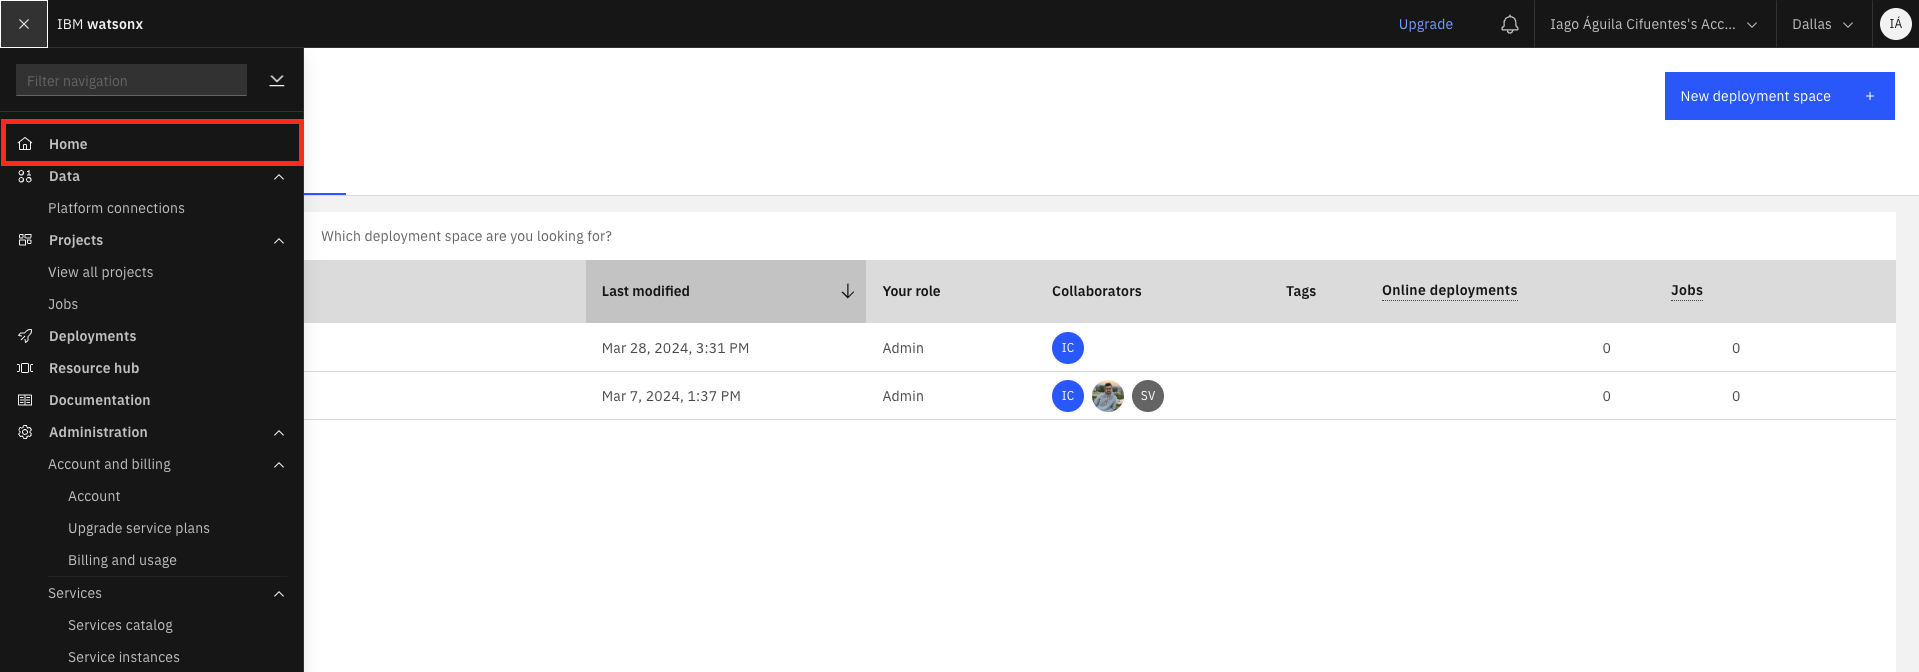 IBM watsonx
Upgrade
Iago Águila Cifuentes's Acc...
Dallas
IÁ
Filter navigation
New deployment space +
Home
Data
Platform connections
Projects
View all projects
Jobs
Deployments
Resource hub
Documentation
Administration
Account and billing
Account
Upgrade service plans
Billing and usage
Services
Services catalog
Service instances
Which deployment space are you looking for?
Last modified Your role Collaborators Tags Online deployments Jobs
Mar 28, 2024, 3:31 PM Admin IC 0 0
Mar 7, 2024, 1:37 PM Admin IC SV 0 0